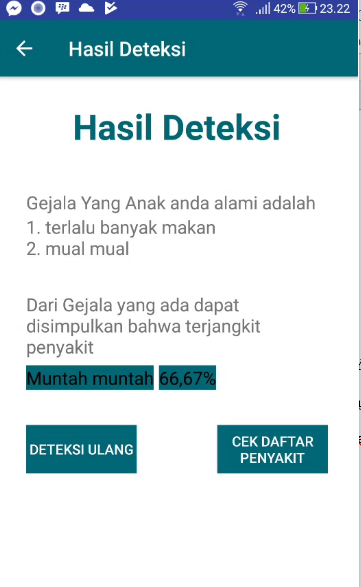 42% 23.22
Hasil Deteksi
Hasil Deteksi
Gejala Yang Anak anda alami adalah
1. terlalu banyak makan
2. mual mual
Dari Gejala yang ada dapat
disimpulkan bahwa terjangkit
penyakit
Muntah muntah 66,67%
DETEKSI ULANG
CEK DAFTAR
PENYAKIT